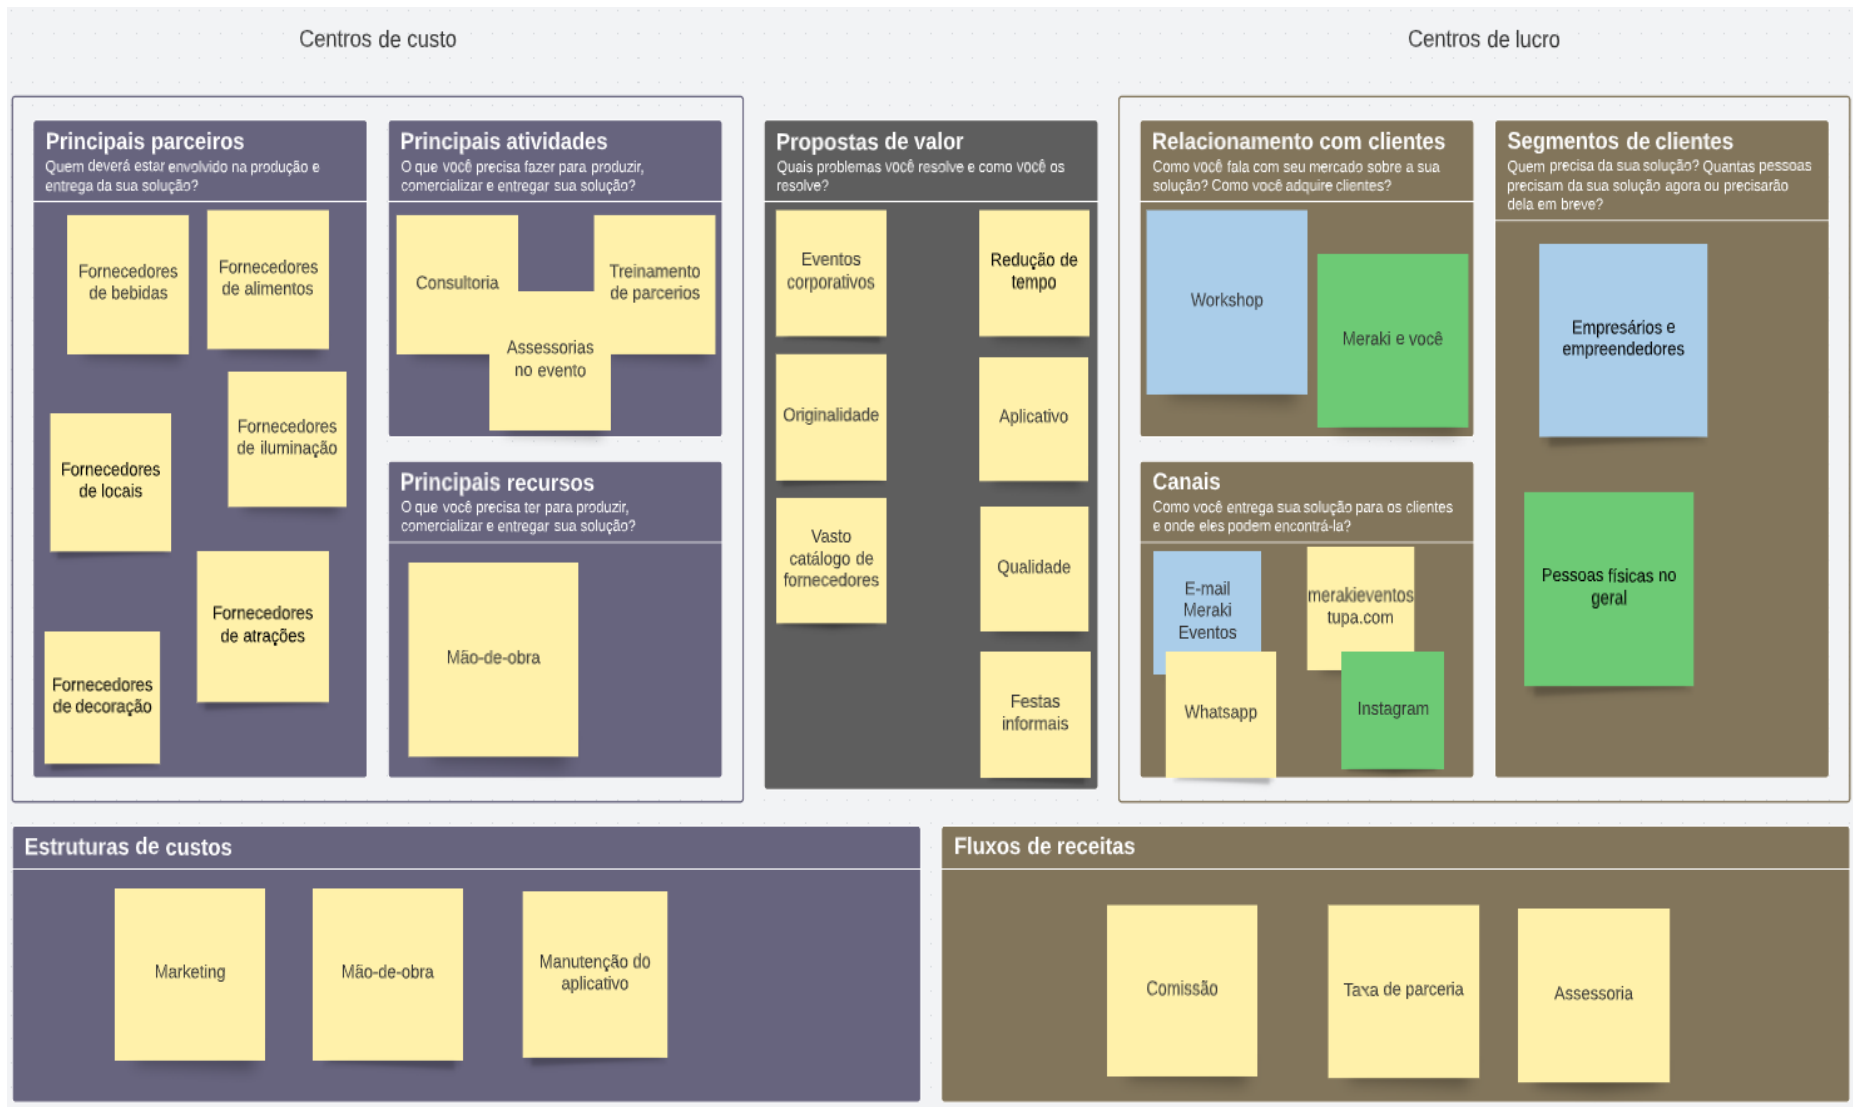 Centros de custo
Centros de lucro
Principais parceiros
Quem deverá estar envolvido na produção e
entrega da sua solução?
Fornecedores
de bebidas
Fornecedores
de alimentos
Fornecedores
de iluminação
Fornecedores
de locais
Fornecedores
de atrações
Fornecedores
de decoração
Principais atividades
O que você precisa fazer para produzir,
comercializar e entregar sua solução?
Consultoria
Treinamento
de parcerios
Assessorias
no evento
Principais recursos
O que você precisa ter para produzir,
comercializar e entregar sua solução?
Mão-de-obra
Propostas de valor
Quais problemas você resolve e como você os
resolve?
Eventos
corporativos
Redução de
tempo
Originalidade
Aplicativo
Vasto
catálogo de
fornecedores
Qualidade
Festas
informais
Relacionamento com clientes
Como você fala com seu mercado sobre a sua
solução? Como você adquire clientes?
Workshop
Meraki e você
Canais
Como você entrega sua solução para os clientes
e onde eles podem encontrá-la?
E-mail
Meraki
Eventos
merakieventos
tupa.com
Whatsapp
Instagram
Segmentos de clientes
Quem precisa da sua solução? Quantas pessoas
precisam da sua solução agora ou precisarão
dela em breve?
Empresários e
empreendedores
Pessoas físicas no
geral
Estruturas de custos
Marketing
Mão-de-obra
Manutenção do
aplicativo
Fluxos de receitas
Comissão
Taxa de parceria
Assessoria